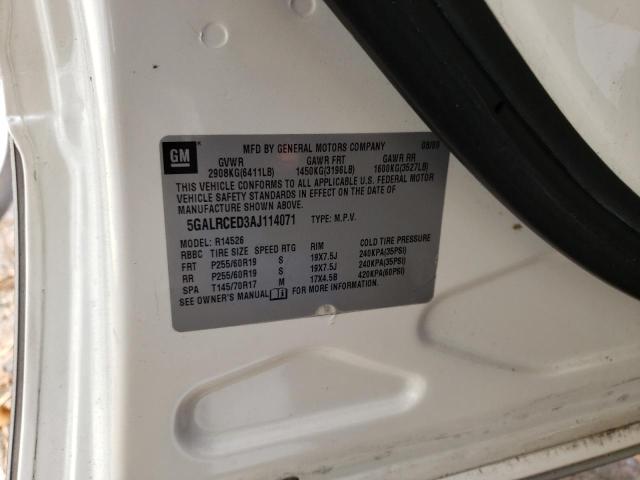 GM
MFD BY GENERAL MOTORS COMPANY 08/09
GVWR GAWR FRT GAWR RR
2908KG(6411LB) 1450KG(3196LB) 1600KG(3527LB)
THIS VEHICLE CONFORMS TO ALL APPLICABLE U.S. FEDERAL MOTOR
VEHICLE SAFETY STANDARDS IN EFFECT ON THE DATE OF
MANUFACTURE SHOWN ABOVE.
5GALRCED3AJ114071 TYPE: M.P.V.
MODEL: R14526
RBBC TIRE SIZE SPEED RTG RIM COLD TIRE PRESSURE
FRT P255/60R19 S 19X7.5J 240KPA(35PSI)
RR P255/60R19 S 19X7.5J 240KPA(35PSI)
SPA T145/70R17 M 17X4.5B 420KPA(60PSI)
SEE OWNER'S MANUAL FOR MORE INFORMATION.